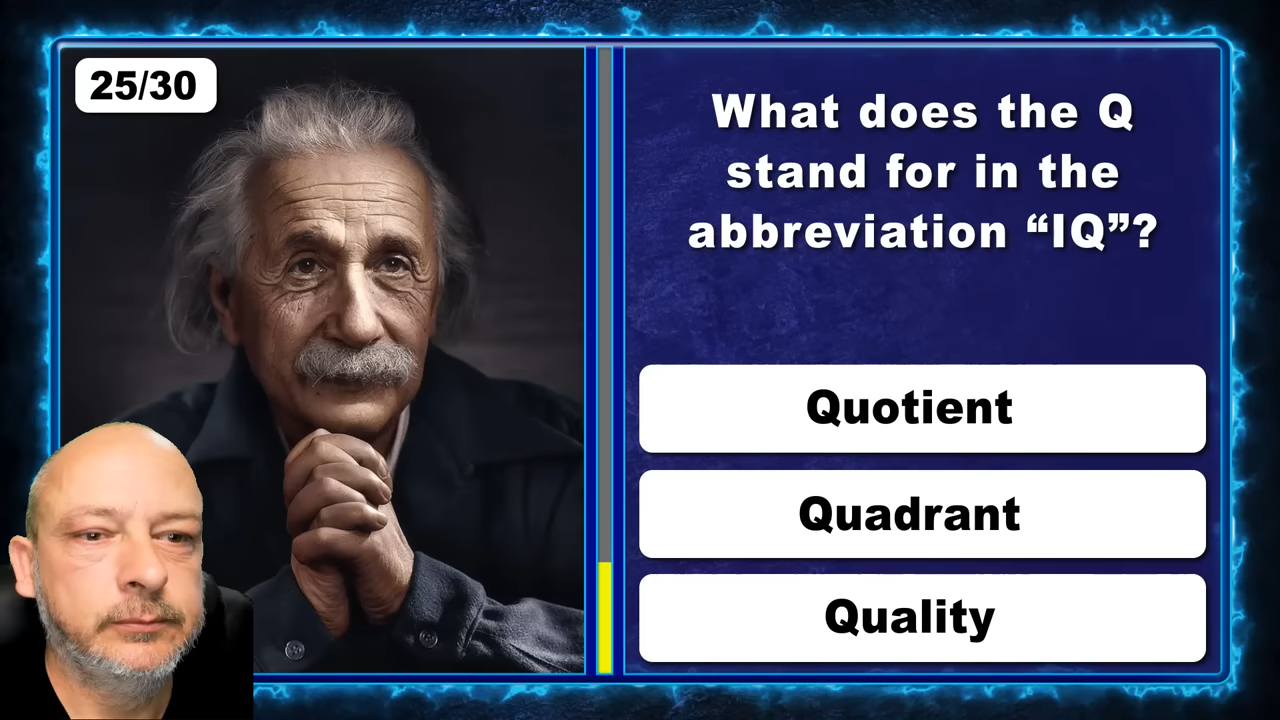 25/30
What does the Q
stand for in the
abbreviation “IQ”?
Quotient
Quadrant
Quality